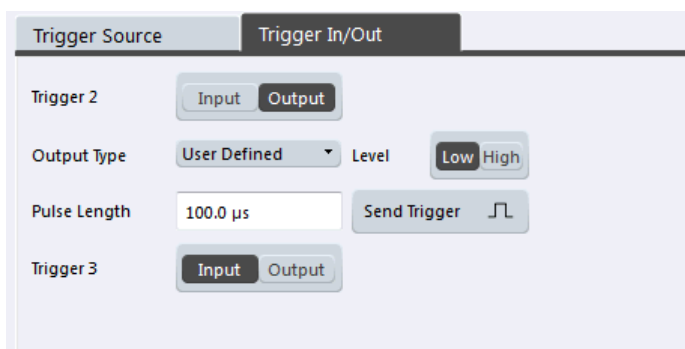 Trigger Source Trigger In/Out
Trigger 2 Input Output
Output Type User Defined Level Low High
Pulse Length 100.0 µs Send Trigger
Trigger 3 Input Output